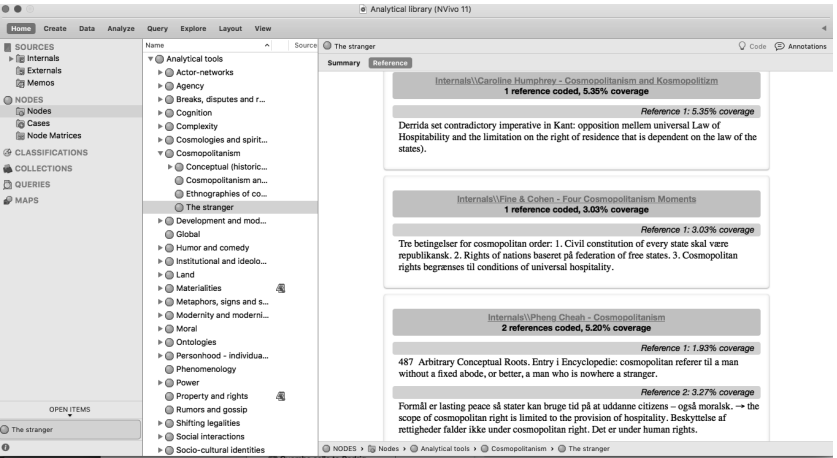 Analytical library (NVivo 11)
Home Create Data Analyze Query Explore Layout View
SOURCES
Internals
Externals
Memos
NODES
Nodes
Cases
Node Matrices
CLASSIFICATIONS
COLLECTIONS
QUERIES
MAPS
OPEN ITEMS
The stranger
Name Source
Analytical tools
Actor-networks
Agency
Breaks, disputes and r...
Cognition
Complexity
Cosmologies and spirit...
Cosmopolitanism
Conceptual (historic...
Cosmopolitanism an...
Ethnographies of co...
The stranger
Development and mod...
Global
Humor and comedy
Institutional and ideolo...
Land
Materialities
Metaphors, signs and s...
Modernity and moderni...
Moral
Ontologies
Personhood - individua...
Phenomenology
Power
Property and rights
Rumors and gossip
Shifting legalities
Social interactions
Socio-cultural identities
The stranger Code Annotations
Summary Reference
Internals\\Caroline Humphrey - Cosmopolitanism and Kosmopolitizm
1 reference coded, 5.35% coverage
Reference 1: 5.35% coverage
Derrida set contradictory imperative in Kant: opposition mellem universal Law of
Hospitability and the limitation on the right of residence that is dependent on the law of the
states).
Internals\\Fine & Cohen - Four Cosmopolitanism Moments
1 reference coded, 3.03% coverage
Reference 1: 3.03% coverage
Tre betingelser for cosmopolitan order: 1. Civil constitution of every state skal være
republikansk. 2. Rights of nations baseret på federation of free states. 3. Cosmopolitan
rights begrænses til conditions of universal hospitality.
Internals\\Pheng Cheah - Cosmopolitanism
2 references coded, 5.20% coverage
Reference 1: 1.93% coverage
487 Arbitrary Conceptual Roots. Entry i Encyclopedie: cosmopolitan referer til a man
without a fixed abode, or better, a man who is nowhere a stranger.
Reference 2: 3.27% coverage
Formål er lasting peace så stater kan bruge tid på at uddanne citizens – også moralsk. → the
scope of cosmopolitan right is limited to the provision of hospitality. Beskyttelse af
rettigheder falder ikke under cosmopolitan right. Det er under human rights.
NODES › Nodes › Analytical tools › Cosmopolitanism › The stranger